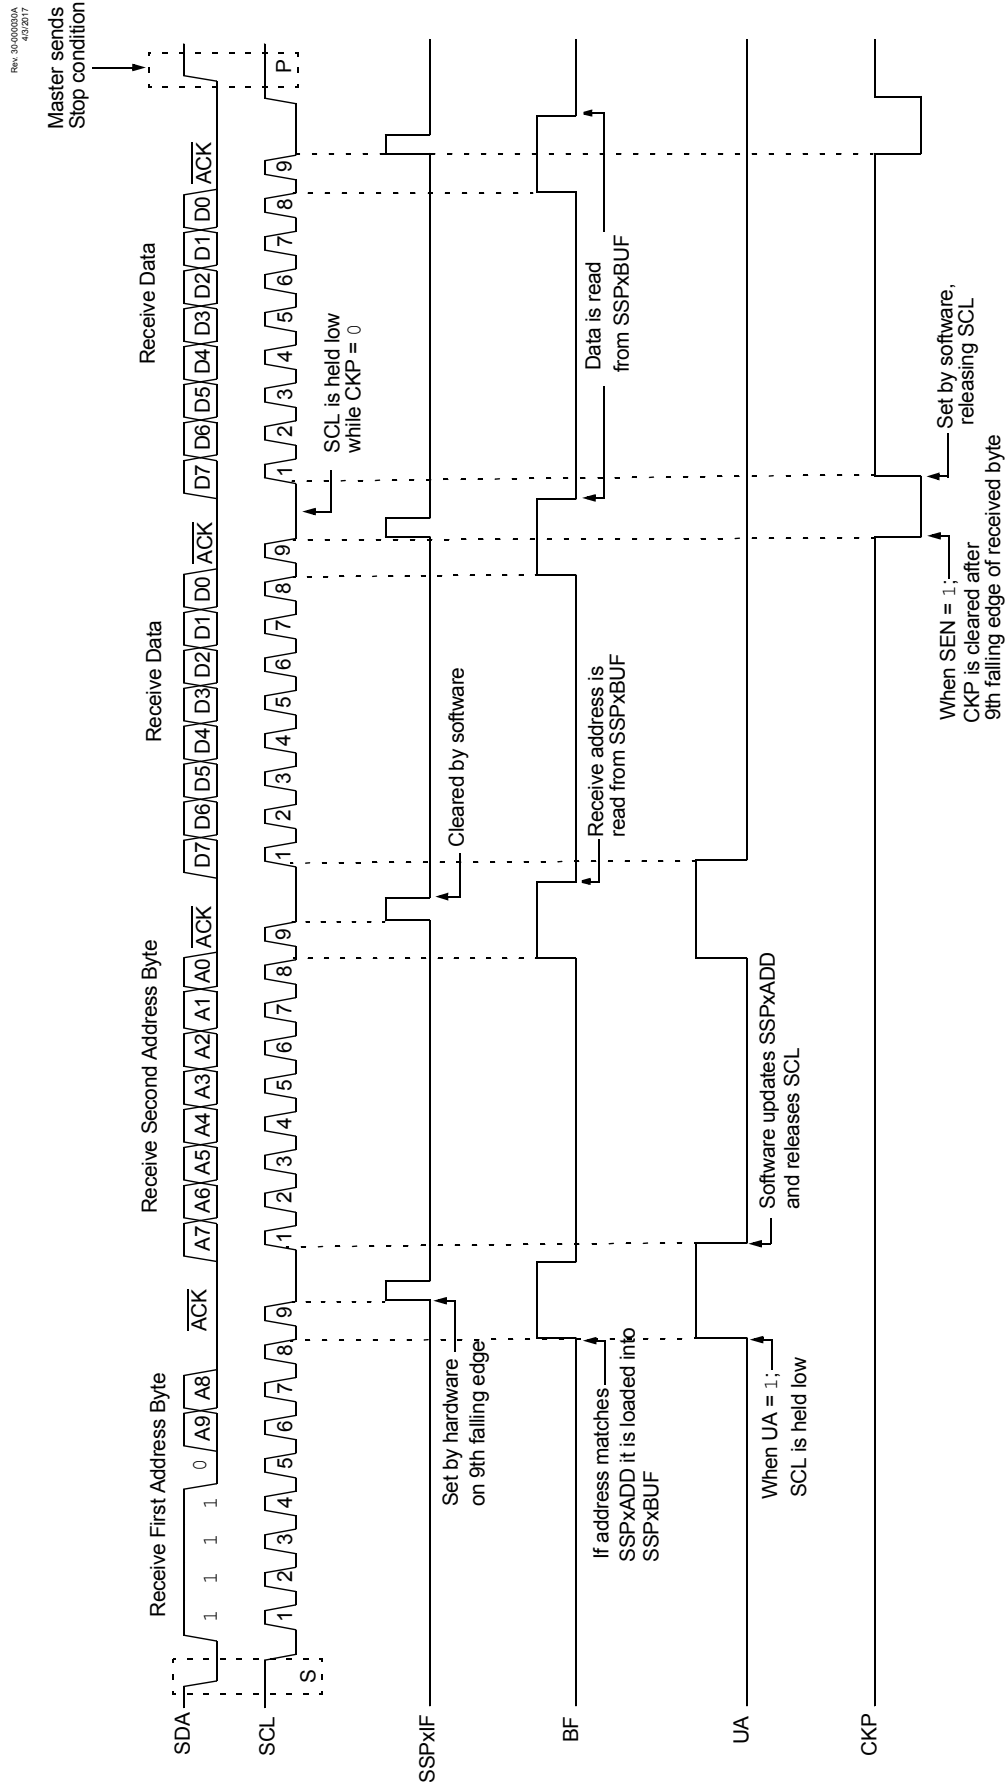 Rev. 30-000030A
4/3/2017
Master sends
Stop condition
Receive First Address Byte
Receive Second Address Byte
Receive Data
Receive Data
SDA
1 1 1 1 0 A9 A8 ACK A7 A6 A5 A4 A3 A2 A1 A0 ACK D7 D6 D5 D4 D3 D2 D1 D0 ACK D7 D6 D5 D4 D3 D2 D1 D0 ACK
SCL
S 1 2 3 4 5 6 7 8 9 1 2 3 4 5 6 7 8 9 1 2 3 4 5 6 7 8 9 1 2 3 4 5 6 7 8 9 P
SCL is held low
while CKP = 0
SSPxIF
Set by hardware
on 9th falling edge
Cleared by software
BF
If address matches
SSPxADD it is loaded into
SSPxBUF
Receive address is
read from SSPxBUF
Data is read
from SSPxBUF
UA
When UA = 1;
SCL is held low
Software updates SSPxADD
and releases SCL
CKP
When SEN = 1;
CKP is cleared after
9th falling edge of received byte
Set by software,
releasing SCL